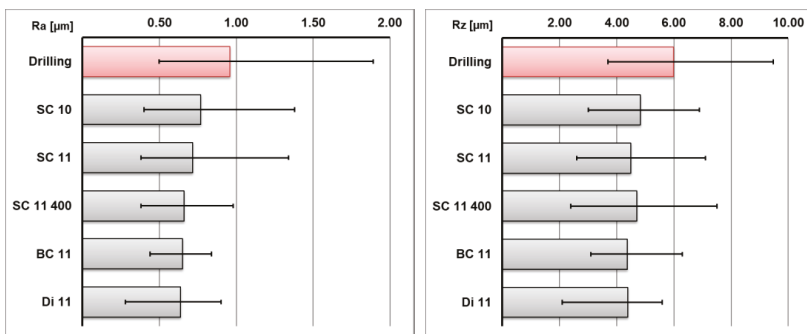 Ra [µm] 0.50 1.00 1.50 2.00
Drilling
SC 10
SC 11
SC 11 400
BC 11
Di 11
Rz [µm] 2.00 4.00 6.00 8.00 10.00
Drilling
SC 10
SC 11
SC 11 400
BC 11
Di 11